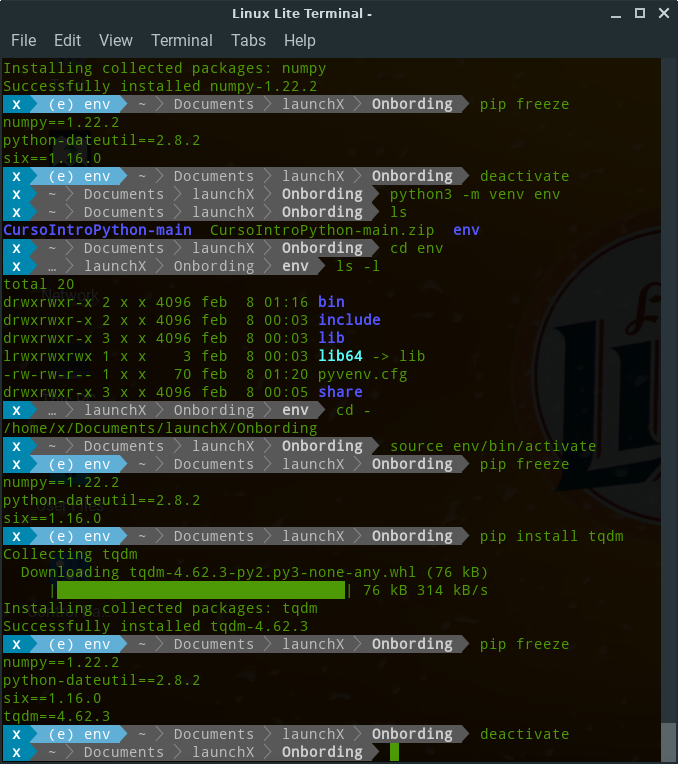 Linux Lite Terminal -
File Edit View Terminal Tabs Help
Installing collected packages: numpy
Successfully installed numpy-1.22.2
x (e) env ~ Documents launchX Onbording pip freeze
numpy==1.22.2
python-dateutil==2.8.2
six==1.16.0
x (e) env ~ Documents launchX Onbording deactivate
x ~ Documents launchX Onbording python3 -m venv env
x ~ Documents launchX Onbording ls
CursoIntroPython-main CursoIntroPython-main.zip env
x ~ Documents launchX Onbording cd env
x … launchX Onbording env ls -l
total 20
drwxrwxr-x 2 x x 4096 feb 8 01:16 bin
drwxrwxr-x 2 x x 4096 feb 8 00:03 include
drwxrwxr-x 3 x x 4096 feb 8 00:03 lib
lrwxrwxrwx 1 x x 3 feb 8 00:03 lib64 -> lib
-rw-rw-r-- 1 x x 70 feb 8 01:20 pyvenv.cfg
drwxrwxr-x 3 x x 4096 feb 8 00:05 share
x … launchX Onbording env cd -
/home/x/Documents/launchX/Onbording
x ~ Documents launchX Onbording source env/bin/activate
x (e) env ~ Documents launchX Onbording pip freeze
numpy==1.22.2
python-dateutil==2.8.2
six==1.16.0
x (e) env ~ Documents launchX Onbording pip install tqdm
Collecting tqdm
Downloading tqdm-4.62.3-py2.py3-none-any.whl (76 kB)
| | 76 kB 314 kB/s
Installing collected packages: tqdm
Successfully installed tqdm-4.62.3
x (e) env ~ Documents launchX Onbording pip freeze
numpy==1.22.2
python-dateutil==2.8.2
six==1.16.0
tqdm==4.62.3
x (e) env ~ Documents launchX Onbording deactivate
x ~ Documents launchX Onbording